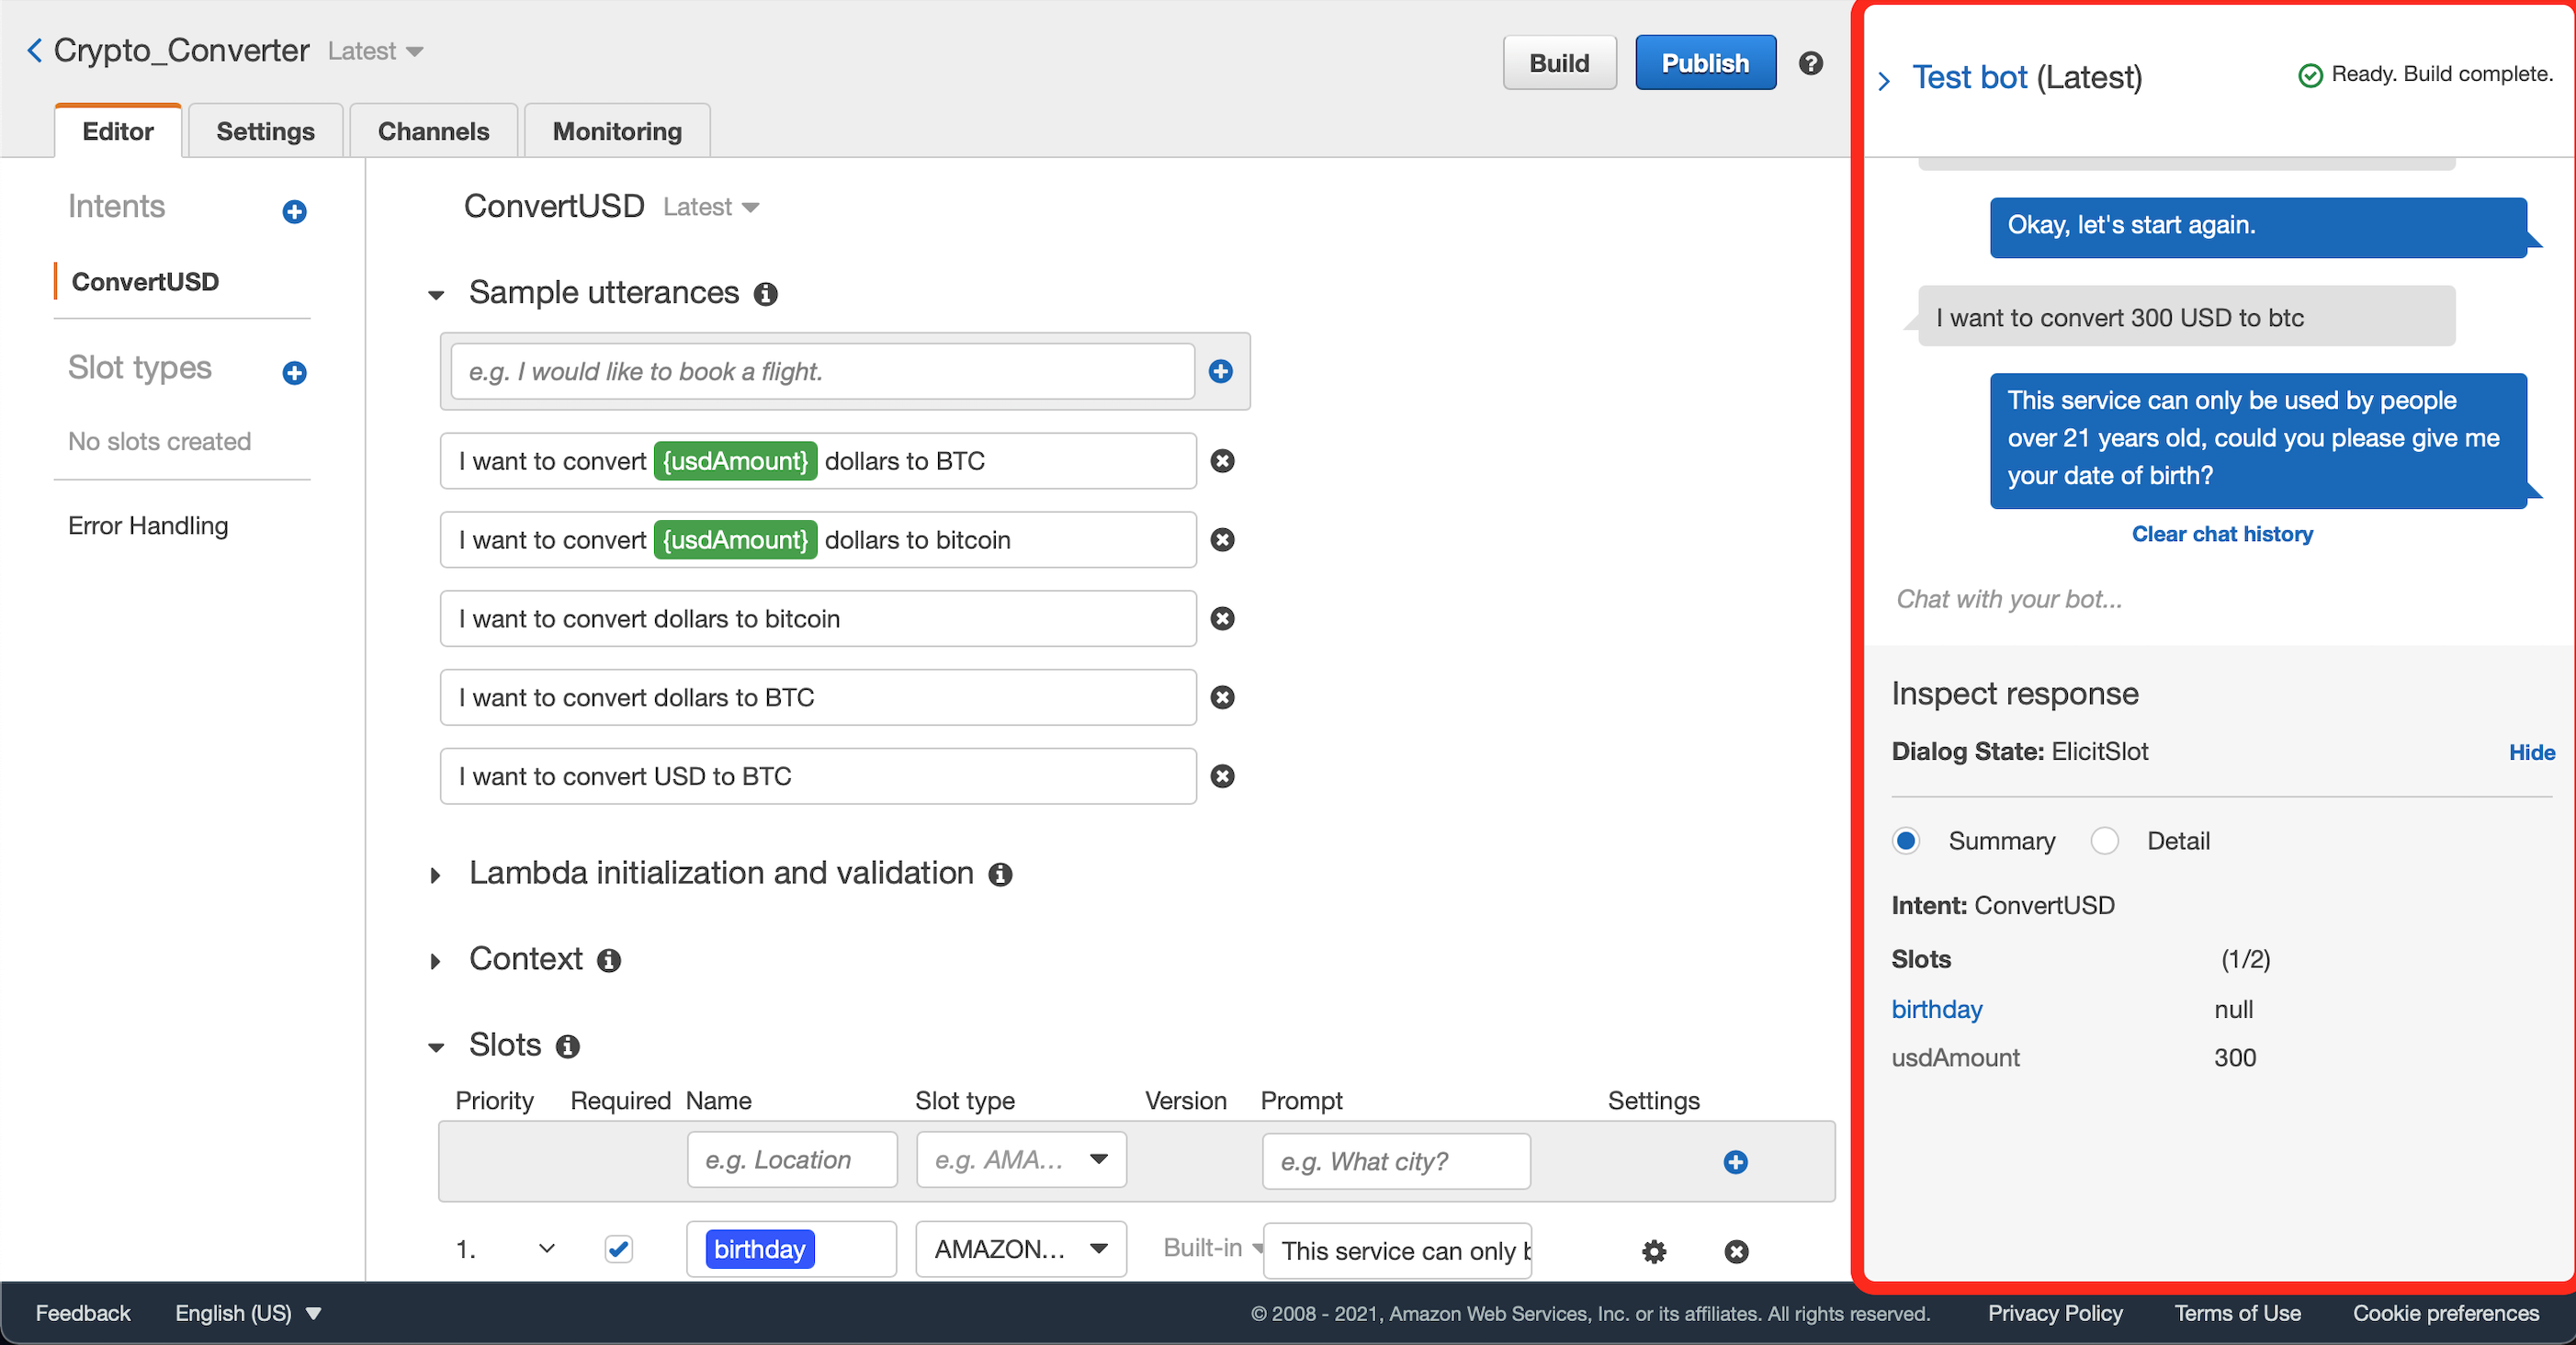 Crypto_Converter Latest
Build
Publish
Editor
Settings
Channels
Monitoring
Intents
ConvertUSD
Slot types
No slots created
Error Handling
ConvertUSD Latest
Sample utterances
e.g. I would like to book a flight.
I want to convert {usdAmount} dollars to BTC
I want to convert {usdAmount} dollars to bitcoin
I want to convert dollars to bitcoin
I want to convert dollars to BTC
I want to convert USD to BTC
Lambda initialization and validation
Context
Slots
Priority Required Name Slot type Version Prompt Settings
e.g. Location e.g. AMA... e.g. What city?
1. birthday AMAZON... Built-in This service can only b
Test bot (Latest)
Ready. Build complete.
Okay, let's start again.
I want to convert 300 USD to btc
This service can only be used by people
over 21 years old, could you please give me
your date of birth?
Clear chat history
Chat with your bot...
Inspect response
Dialog State: ElicitSlot
Hide
Summary Detail
Intent: ConvertUSD
Slots (1/2)
birthday null
usdAmount 300
Feedback English (US) © 2008 - 2021, Amazon Web Services, Inc. or its affiliates. All rights reserved. Privacy Policy Terms of Use Cookie preferences